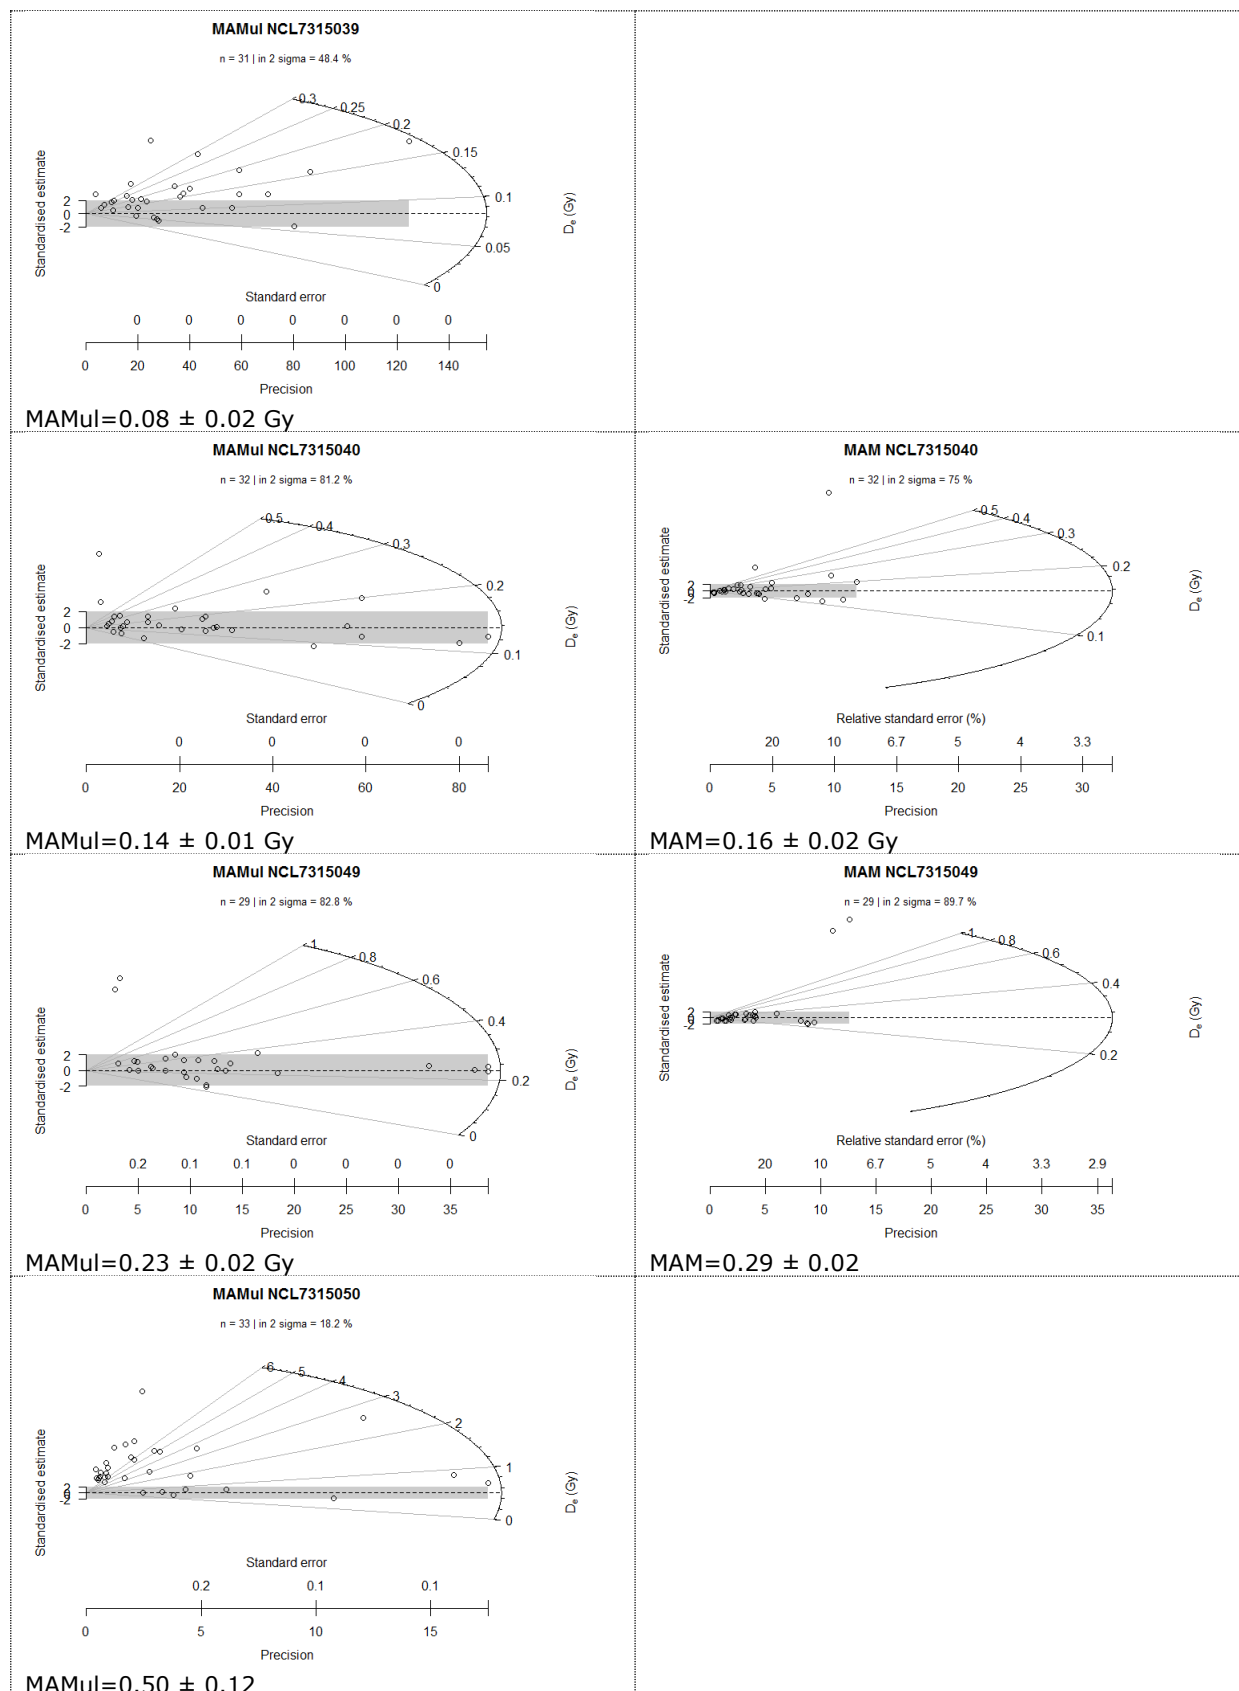 MAMul NCL7315039
n = 31 | in 2 sigma = 48.4 %
Standardised estimate
2
0
-2
0.3
0.25
0.2
0.15
0.1
0.05
0
De (Gy)
Standard error
0 0 0 0 0 0 0
0 20 40 60 80 100 120 140
Precision
MAMul=0.08 ± 0.02 Gy
MAMul NCL7315040
n = 32 | in 2 sigma = 81.2 %
Standardised estimate
2
0
-2
0.5
0.4
0.3
0.2
0.1
0
De (Gy)
Standard error
0 0 0 0
0 20 40 60 80
Precision
MAMul=0.14 ± 0.01 Gy
MAM NCL7315040
n = 32 | in 2 sigma = 75 %
Standardised estimate
2
0
-2
0.5
0.4
0.3
0.2
0.1
De (Gy)
Relative standard error (%)
20 10 6.7 5 4 3.3
0 5 10 15 20 25 30
Precision
MAM=0.16 ± 0.02 Gy
MAMul NCL7315049
n = 29 | in 2 sigma = 82.8 %
Standardised estimate
2
0
-2
1
0.8
0.6
0.4
0.2
0
De (Gy)
Standard error
0.2 0.1 0.1 0 0 0 0
0 5 10 15 20 25 30 35
Precision
MAMul=0.23 ± 0.02 Gy
MAM NCL7315049
n = 29 | in 2 sigma = 89.7 %
Standardised estimate
2
0
-2
1
0.8
0.6
0.4
0.2
De (Gy)
Relative standard error (%)
20 10 6.7 5 4 3.3 2.9
0 5 10 15 20 25 30 35
Precision
MAM=0.29 ± 0.02
MAMul NCL7315050
n = 33 | in 2 sigma = 18.2 %
Standardised estimate
2
0
-2
6
5
4
3
2
1
0
De (Gy)
Standard error
0.2 0.1 0.1
0 5 10 15
Precision
MAMul=0.50 ± 0.12